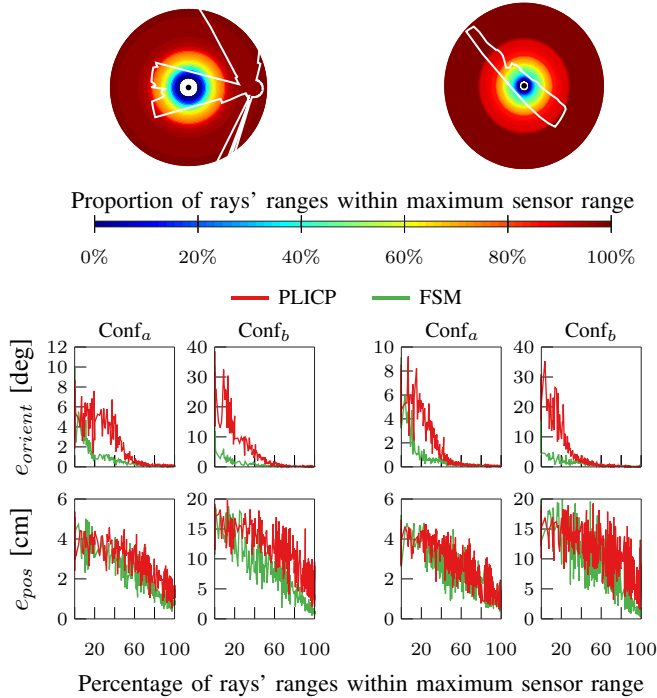 Proportion of rays' ranges within maximum sensor range
0% 20% 40% 60% 80% 100%
PLICP FSM
Conf_a Conf_b Conf_a Conf_b
e_orient [deg]
12 10 8 6 4 2 0
40 30 20 10 0
10 8 6 4 2 0
40 30 20 10 0
e_pos [cm]
6 4 2 0
20 15 10 5 0
6 4 2 0
20 15 10 5 0
20 60 100 20 60 100 20 60 100 20 60 100
Percentage of rays' ranges within maximum sensor range